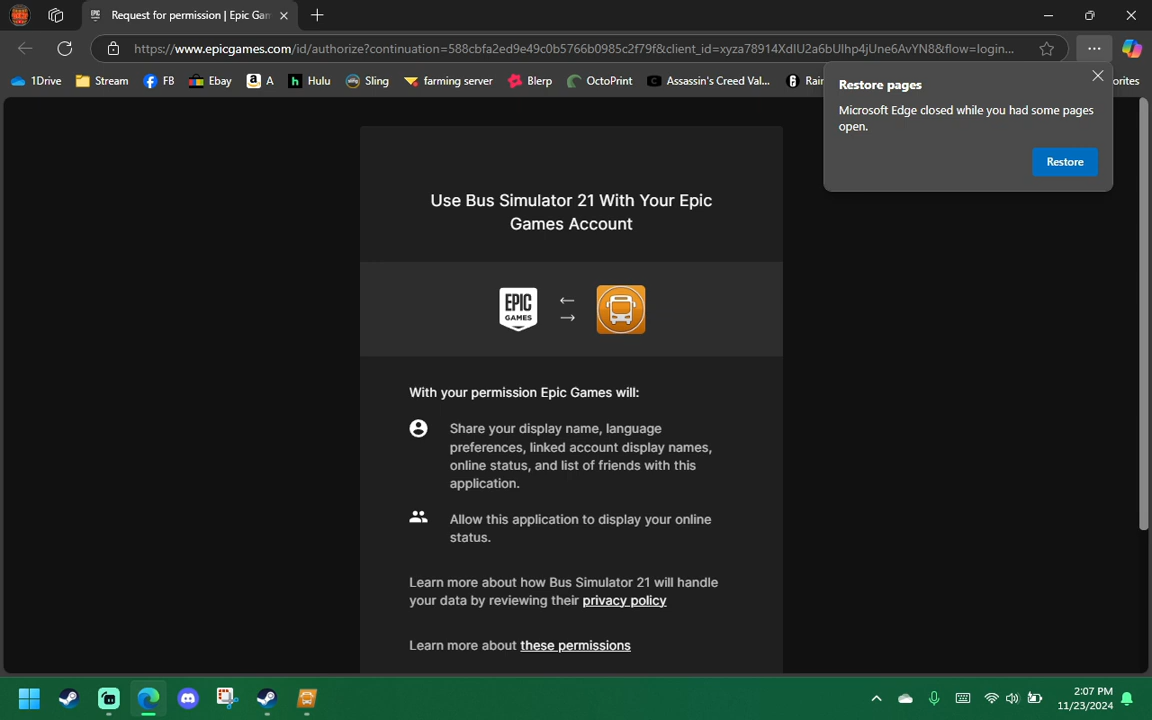 Request for permission | Epic Gar
https://www.epicgames.com/id/authorize?continuation=588cbfa2ed9e49c0b5766b0985c2f79f&client_id=xyza78914XdlU2a6bUlhp4jUne6AvYN8&flow=login...
1Drive Stream FB Ebay A Hulu Sling farming server Blerp OctoPrint Assassin's Creed Val... Rain orites
Restore pages
Microsoft Edge closed while you had some pages
open.
Restore
Use Bus Simulator 21 With Your Epic
Games Account
EPIC
GAMES
With your permission Epic Games will:
Share your display name, language
preferences, linked account display names,
online status, and list of friends with this
application.
Allow this application to display your online
status.
Learn more about how Bus Simulator 21 will handle
your data by reviewing their privacy policy
Learn more about these permissions
2:07 PM
11/23/2024